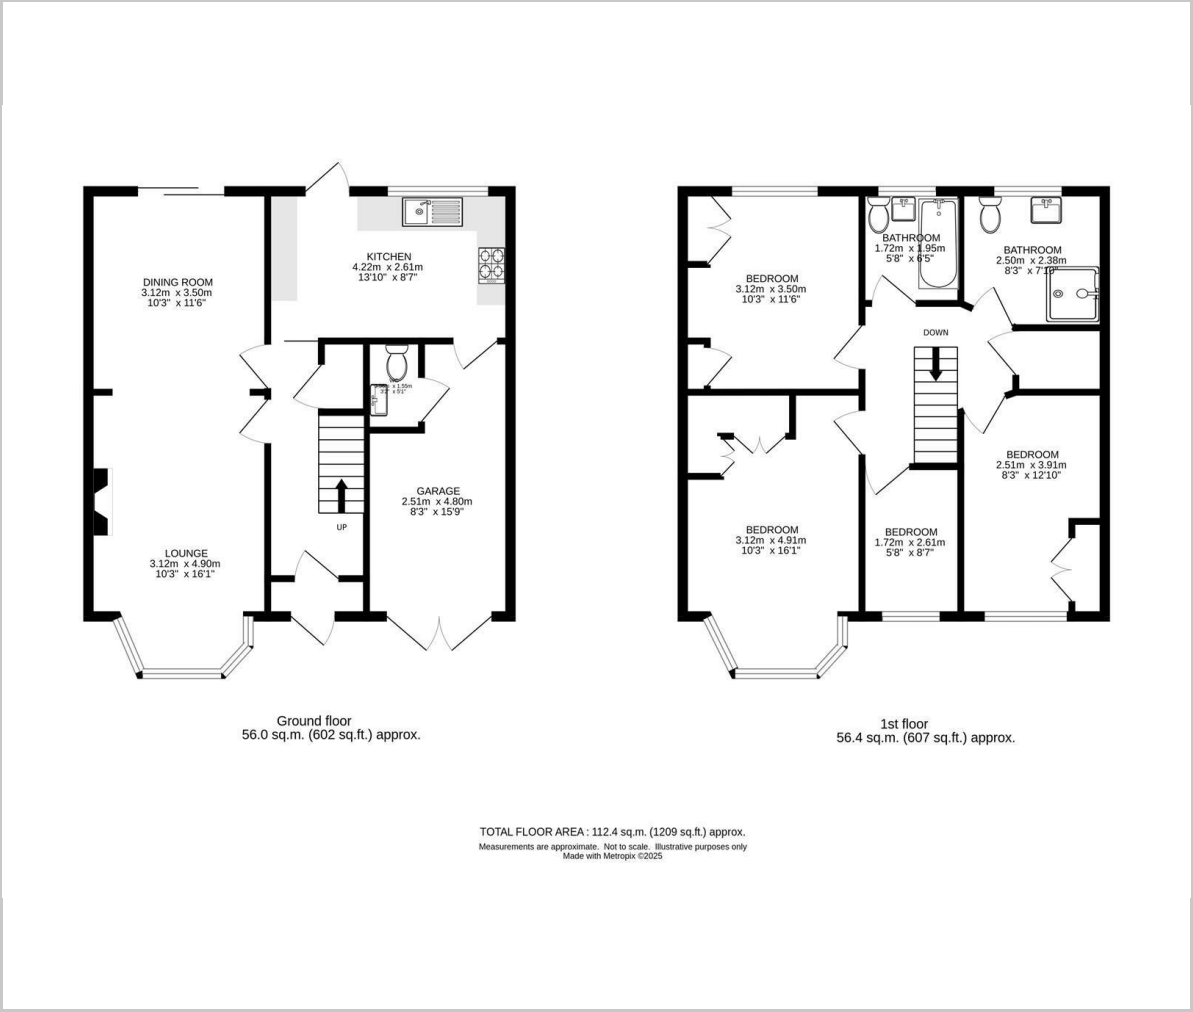 DINING ROOM
3.12m x 3.50m
10'3" x 11'6"
KITCHEN
4.22m x 2.61m
13'10" x 8'7"
x 1.55m
x 5'1"
GARAGE
2.51m x 4.80m
8'3" x 15'9"
UP
LOUNGE
3.12m x 4.90m
10'3" x 16'1"
Ground floor
56.0 sq.m. (602 sq.ft.) approx.
BATHROOM
1.72m x 1.95m
5'8" x 6'5"
BATHROOM
2.50m x 2.38m
8'3" x 7'10"
BEDROOM
3.12m x 3.50m
10'3" x 11'6"
DOWN
BEDROOM
2.51m x 3.91m
8'3" x 12'10"
BEDROOM
3.12m x 4.91m
10'3" x 16'1"
BEDROOM
1.72m x 2.61m
5'8" x 8'7"
1st floor
56.4 sq.m. (607 sq.ft.) approx.
TOTAL FLOOR AREA : 112.4 sq.m. (1209 sq.ft.) approx.
Measurements are approximate. Not to scale. Illustrative purposes only
Made with Metropix ©2025